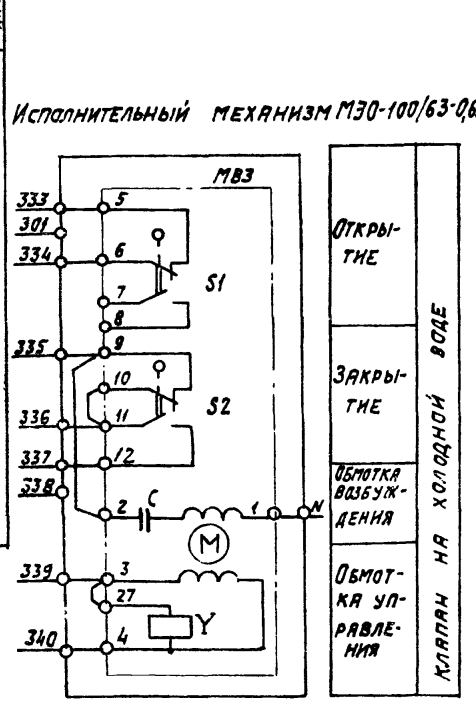 Исполнительный механизм МЭО-100/63-0,6
МВЗ
333
5
301
334
6
S1
7
8
335
9
10
S2
336
11
337
12
338
2
C
1
N
M
339
3
27
Y
340
4
Откры-
тие
Закры-
тие
Обмотка
возбуж-
дения
Обмот-
ка уп-
равле-
ния
Клапан на холодной воде